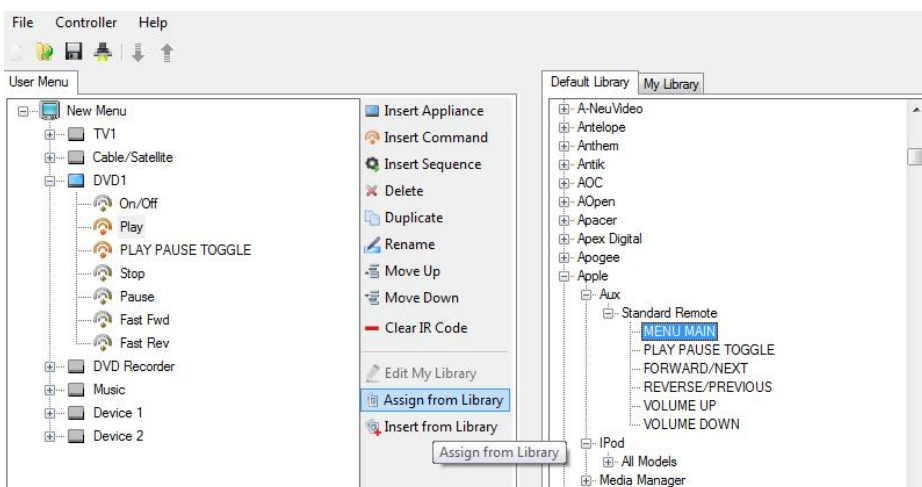 File Controller Help
User Menu
New Menu
TV1
Cable/Satellite
DVD1
On/Off
Play
PLAY PAUSE TOGGLE
Stop
Pause
Fast Fwd
Fast Rev
DVD Recorder
Music
Device 1
Device 2
Insert Appliance
Insert Command
Insert Sequence
Delete
Duplicate
Rename
Move Up
Move Down
Clear IR Code
Edit My Library
Assign from Library
Insert from Library
Assign from Library
Default Library My Library
A-NeuVideo
Antelope
Anthem
Antik
AOC
AOpen
Apacer
Apex Digital
Apogee
Apple
Aux
Standard Remote
MENU MAIN
PLAY PAUSE TOGGLE
FORWARD/NEXT
REVERSE/PREVIOUS
VOLUME UP
VOLUME DOWN
IPod
All Models
Media Manager